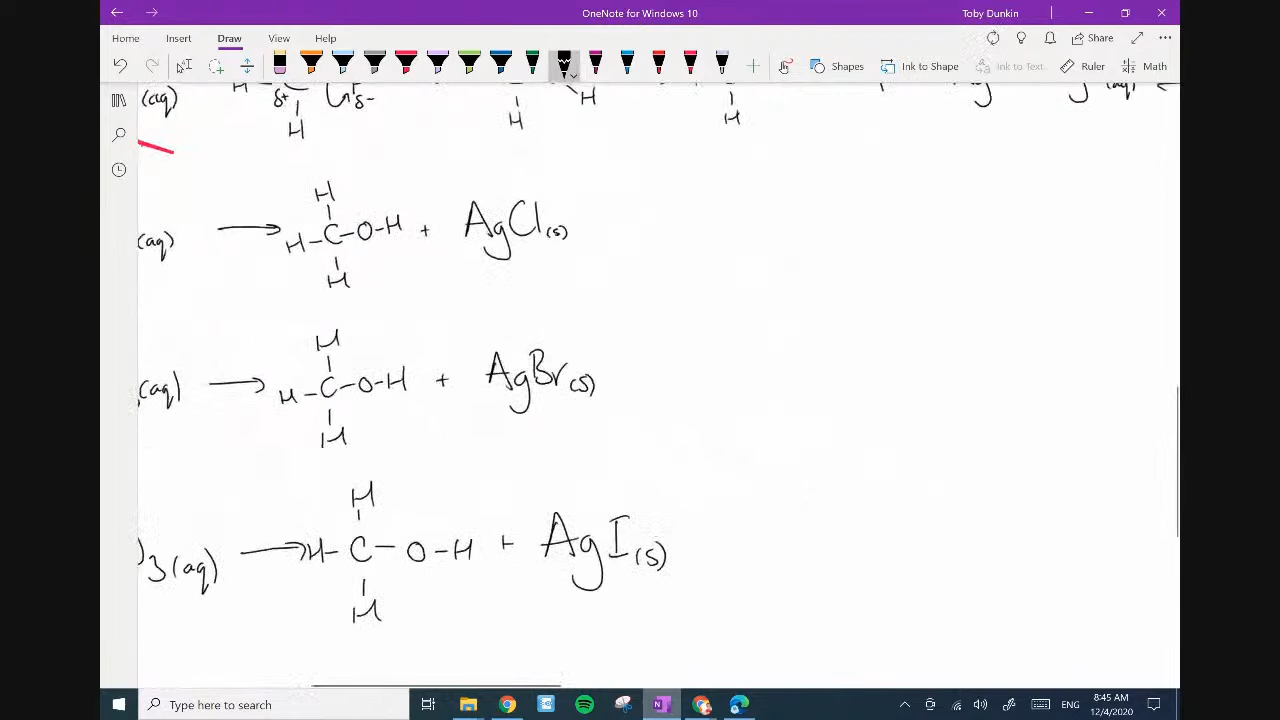 OneNote for Windows 10
Toby Dunkin
Home Insert Draw View Help
Share
Shapes
Ink to Shape
Ink to Text
Ruler
Math
(aq) H δ+ δ- H H
H H H
H
(aq) → H-C-O-H + AgCl(s)
H
H
(aq) → H-C-O-H + AgBr(s)
H
H
3(aq) → H-C-O-H + AgI(s)
H
Type here to search
ENG
8:45 AM
12/4/2020